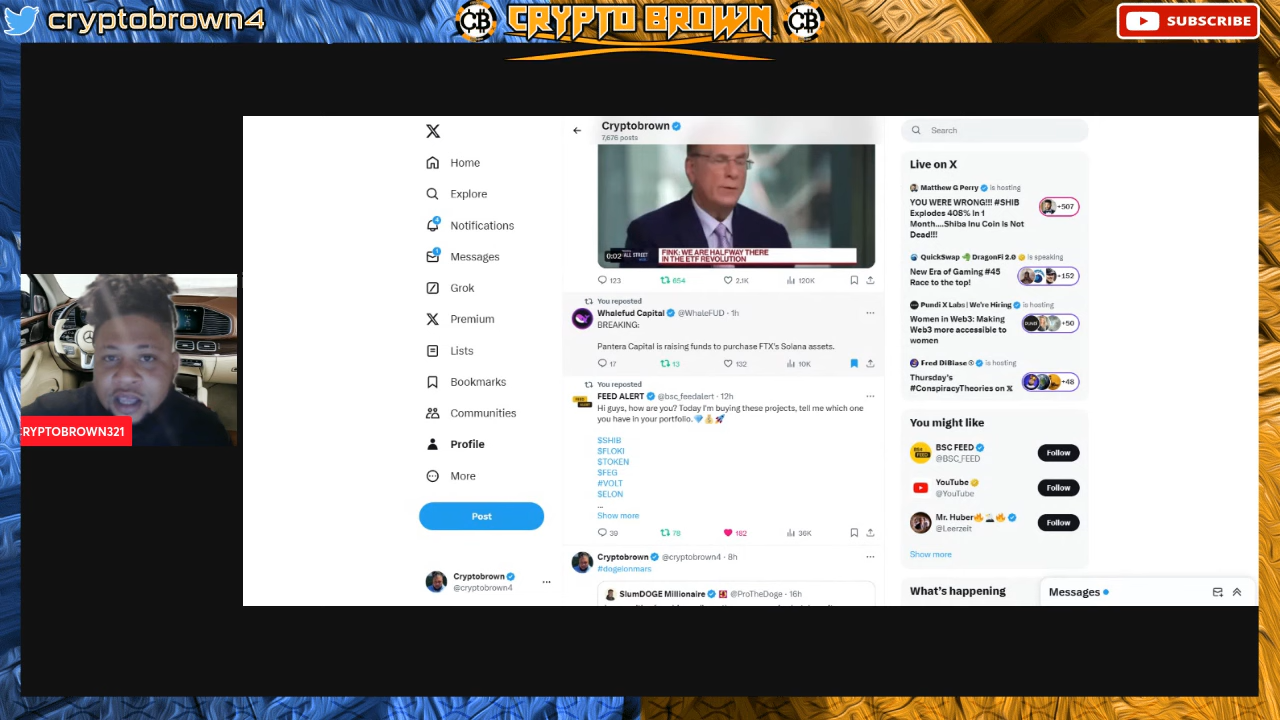 cryptobrown4
CB
CRYPTO BROWN
CB
SUBSCRIBE
RYPTOBROWN321
Home
Explore
4
Notifications
1
Messages
Grok
Premium
Lists
Bookmarks
Communities
Profile
More
Post
Cryptobrown
@cryptobrown4
Cryptobrown
7,676 posts
0:02
ALL STREET
FINK: WE ARE HALFWAY THERE
IN THE ETF REVOLUTION
123
654
2.1K
120K
You reposted
Whalefud Capital @WhaleFUD · 1h
BREAKING:
Pantera Capital is raising funds to purchase FTX's Solana assets.
17
13
132
10K
You reposted
FEED ALERT @bsc_feedalert · 12h
Hi guys, how are you? Today I'm buying these projects, tell me which one
you have in your portfolio.💎💰🚀
$SHIB
$FLOKI
$TOKEN
$FEG
#VOLT
$ELON
...
Show more
39
78
182
36K
Cryptobrown @cryptobrown4 · 8h
#dogelonmars
SlumDOGE Millionaire @ProTheDoge · 16h
Search
Live on X
Matthew G Perry is hosting
YOU WERE WRONG!!! #SHIB
Explodes 408% In 1
Month....Shiba Inu Coin Is Not
Dead!!!
+507
QuickSwap DragonFi 2.0 is speaking
New Era of Gaming #45
Race to the top!
+152
Pundi X Labs | We're Hiring is hosting
Women in Web3: Making
Web3 more accessible to
women
+50
Fred DiBiase ® is hosting
Thursday's
#ConspiracyTheories on X
+48
You might like
BSC FEED
@BSC_FEED
Follow
YouTube
@YouTube
Follow
Mr. Huber
@Leerzeit
Follow
Show more
What's happening
Messages